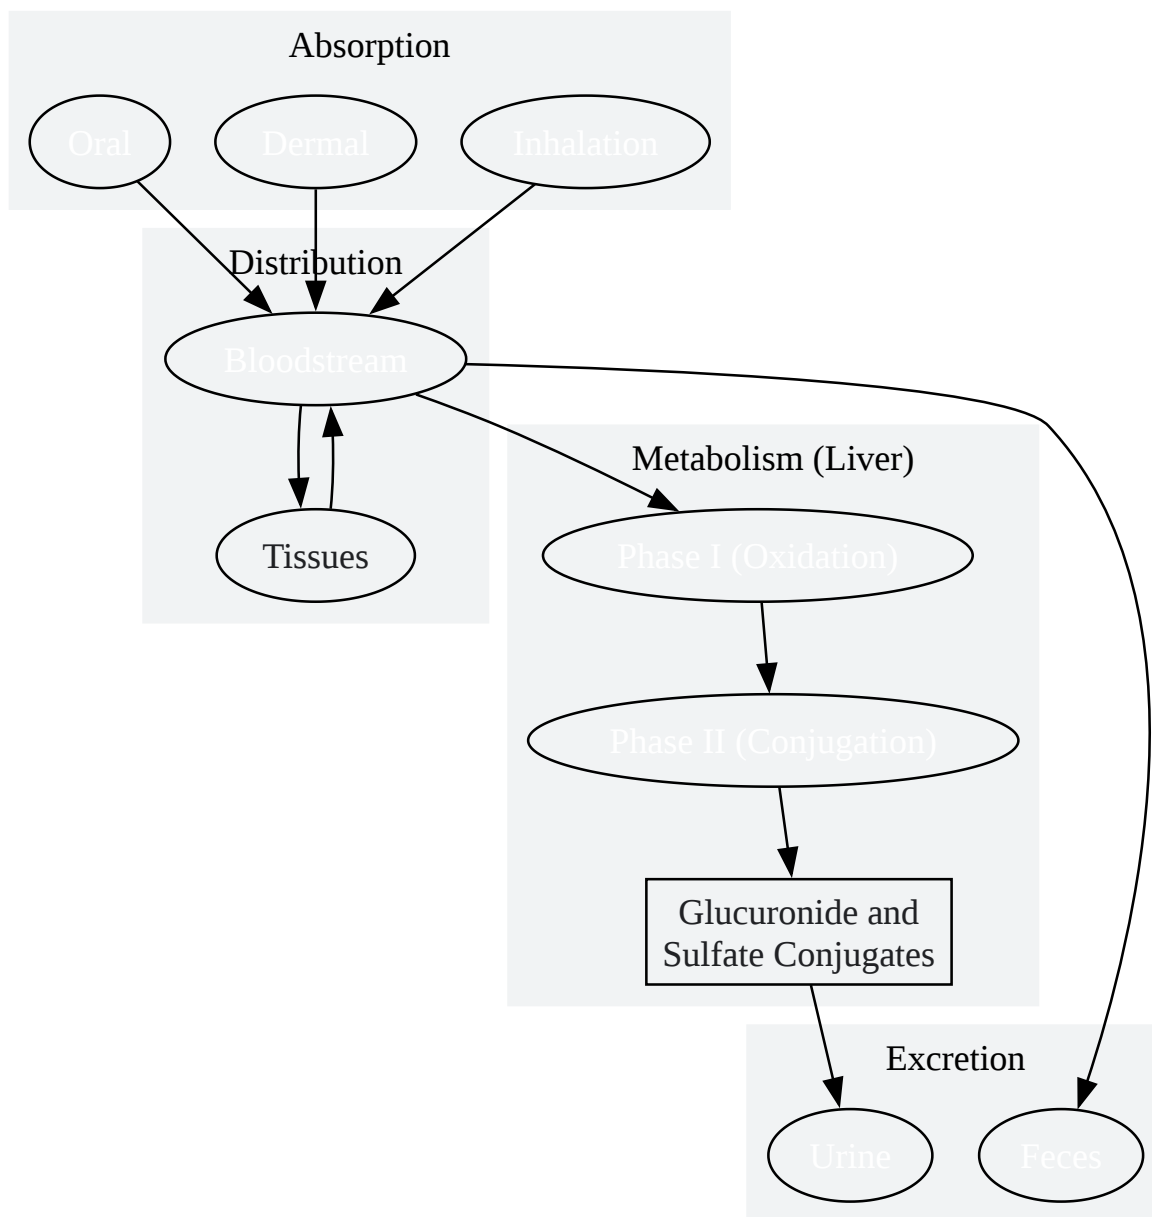 Absorption
Oral
Dermal
Inhalation
Distribution
Bloodstream
Tissues
Metabolism (Liver)
Phase I (Oxidation)
Phase II (Conjugation)
Glucuronide and
Sulfate Conjugates
Excretion
Urine
Feces